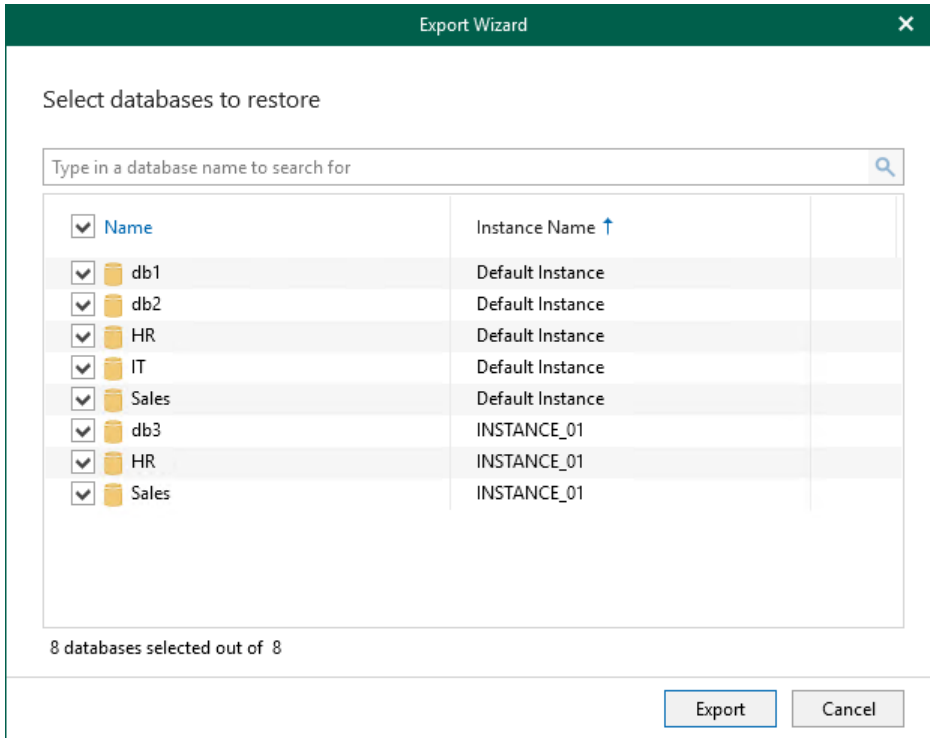 Export Wizard
Select databases to restore
Type in a database name to search for
Name Instance Name
db1 Default Instance
db2 Default Instance
HR Default Instance
IT Default Instance
Sales Default Instance
db3 INSTANCE_01
HR INSTANCE_01
Sales INSTANCE_01
8 databases selected out of 8
Export Cancel